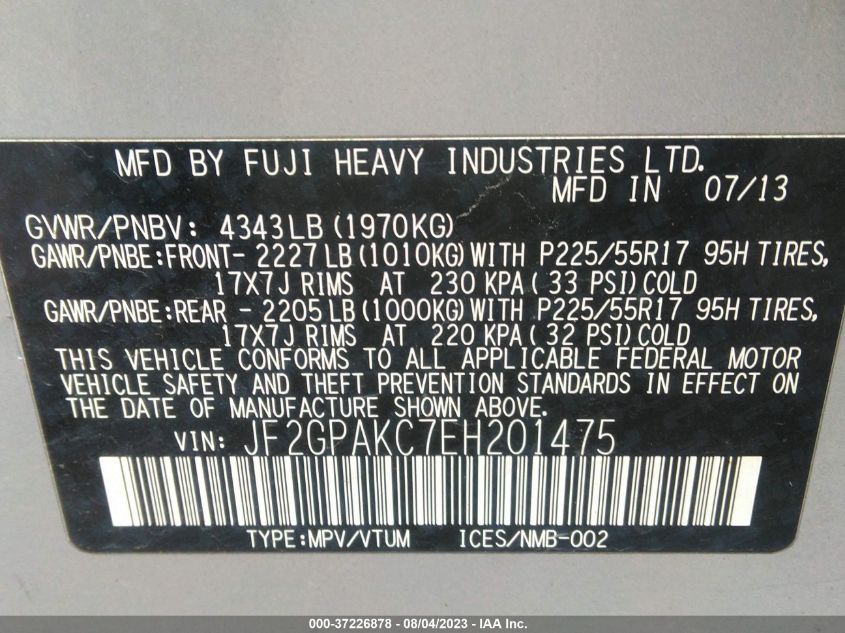 MFD BY FUJI HEAVY INDUSTRIES LTD.
MFD IN 07/13
GVWR/PNBV: 4343LB(1970KG)
GAWR/PNBE:FRONT- 2227LB(1010KG)WITH P225/55R17 95H TIRES,
17X7J RIMS AT 230 KPA( 33 PSI)COLD
GAWR/PNBE:REAR - 2205LB(1000KG)WITH P225/55R17 95H TIRES,
17X7J RIMS AT 220 KPA( 32 PSI)COLD
THIS VEHICLE CONFORMS TO ALL APPLICABLE FEDERAL MOTOR
VEHICLE SAFETY AND THEFT PREVENTION STANDARDS IN EFFECT ON
THE DATE OF MANUFACTURE SHOWN ABOVE.
VIN: JF2GPAKC7EH201475
TYPE:MPV/VTUM ICES/NMB-002
000-37226878 - 08/04/2023 - IAA Inc.